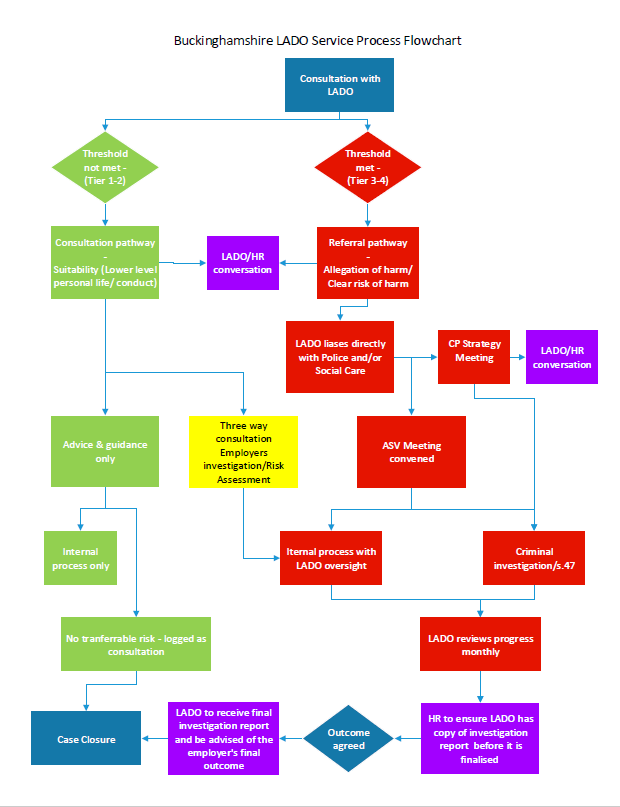 Buckinghamshire LADO Service Process Flowchart
Consultation with
LADO
Threshold
not met -
(Tier 1-2)
Threshold
met -
(Tier 3-4)
Consultation pathway
-
Suitability (Lower level
personal life/ conduct)
LADO/HR
conversation
Referral pathway
-
Allegation of harm/
Clear risk of harm
LADO liases directly
with Police and/or
Social Care
CP Strategy
Meeting
LADO/HR
conversation
Advice & guidance
only
Three way
consultation
Employers
investigation/Risk
Assessment
ASV Meeting
convened
Internal
process only
Iternal process with
LADO oversight
Criminal
investigation/s.47
No tranferrable risk - logged as
consultation
LADO reviews progress
monthly
Case Closure
LADO to receive final
investigation report
and be advised of the
employer's final
outcome
Outcome
agreed
HR to ensure LADO has
copy of investigation
report before it is
finalised